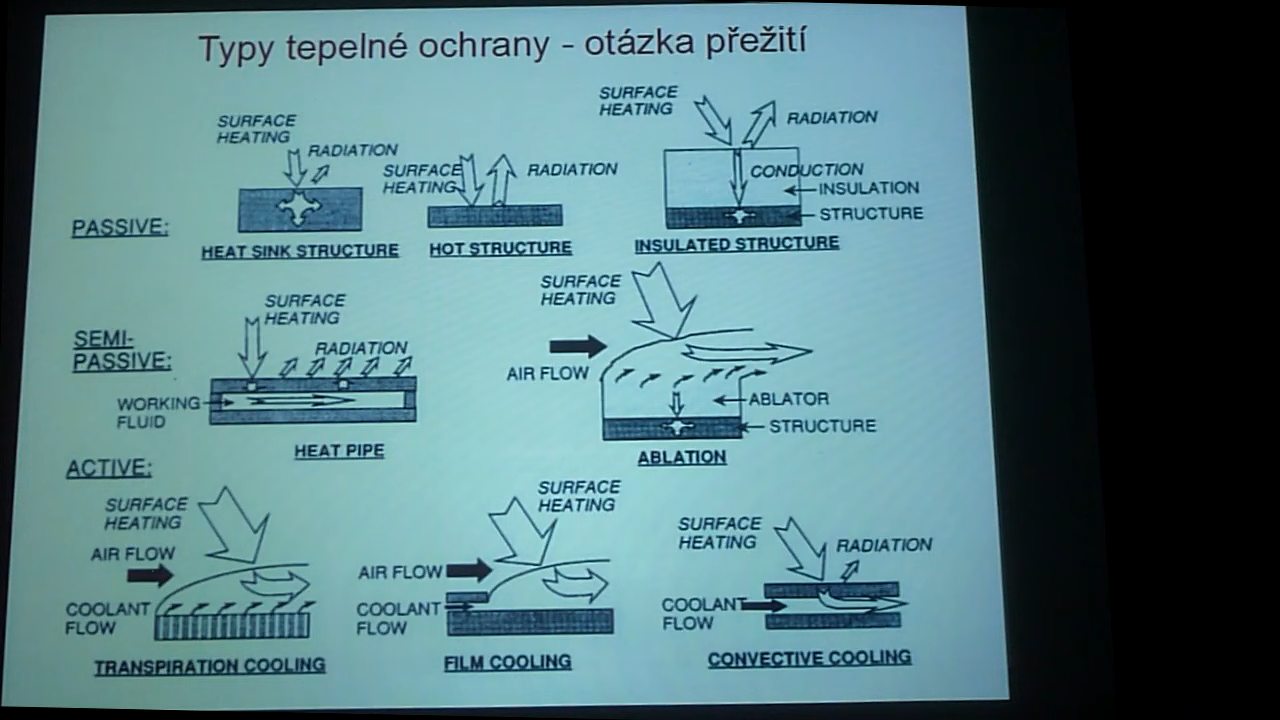 Typy tepelné ochrany - otázka přežití
SURFACE
HEATING
RADIATION
SURFACE
HEATING
RADIATION
SURFACE
HEATING
RADIATION
CONDUCTION
INSULATION
STRUCTURE
PASSIVE:
HEAT SINK STRUCTURE
HOT STRUCTURE
INSULATED STRUCTURE
SEMI-
PASSIVE:
SURFACE
HEATING
RADIATION
WORKING
FLUID
HEAT PIPE
SURFACE
HEATING
AIR FLOW
ABLATOR
STRUCTURE
ABLATION
ACTIVE:
SURFACE
HEATING
AIR FLOW
COOLANT
FLOW
TRANSPIRATION COOLING
SURFACE
HEATING
AIR FLOW
COOLANT
FLOW
FILM COOLING
SURFACE
HEATING
RADIATION
COOLANT
FLOW
CONVECTIVE COOLING